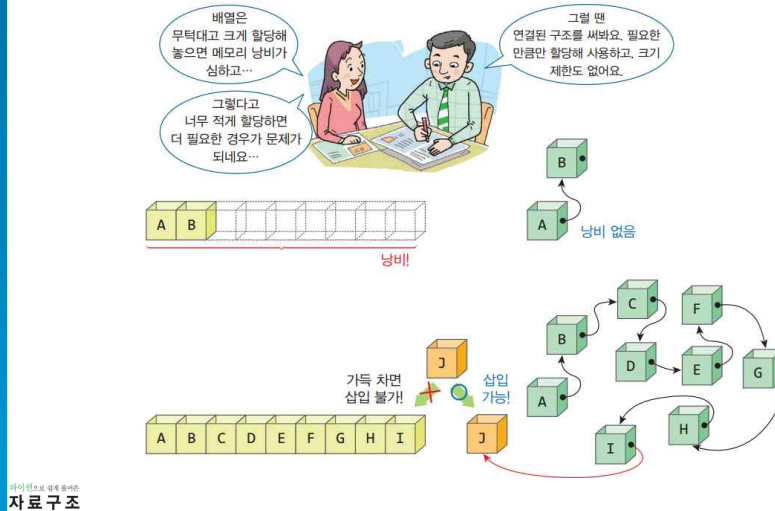 배열은
무턱대고 크게 할당해
놓으면 메모리 낭비가
심하고…
그렇다고
너무 적게 할당하면
더 필요한 경우가 문제가
되네요…
그럴 땐
연결된 구조를 써봐요. 필요한
만큼만 할당해 사용하고, 크기
제한도 없어요.
A B
낭비!
B
A
낭비 없음
가득 차면
삽입 불가!
J
삽입
가능!
A B C D E F G H I
J
A
B
C
D
E
F
G
H
I
파이썬으로 쉽게 풀어쓴
자료구조